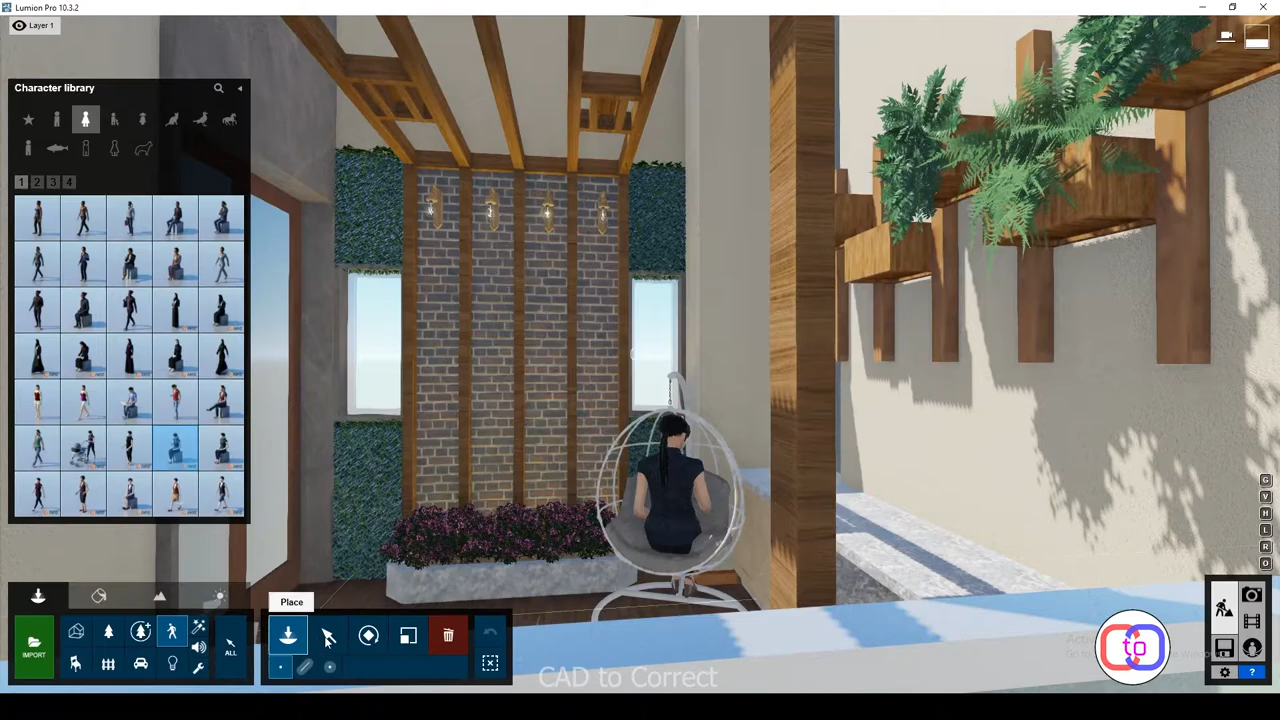 Lumion Pro 10.3.2
Layer 1
Character library
1 2 3 4
G
V
H
L
R
O
Place
IMPORT
ALL
to
CAD to Correct
?